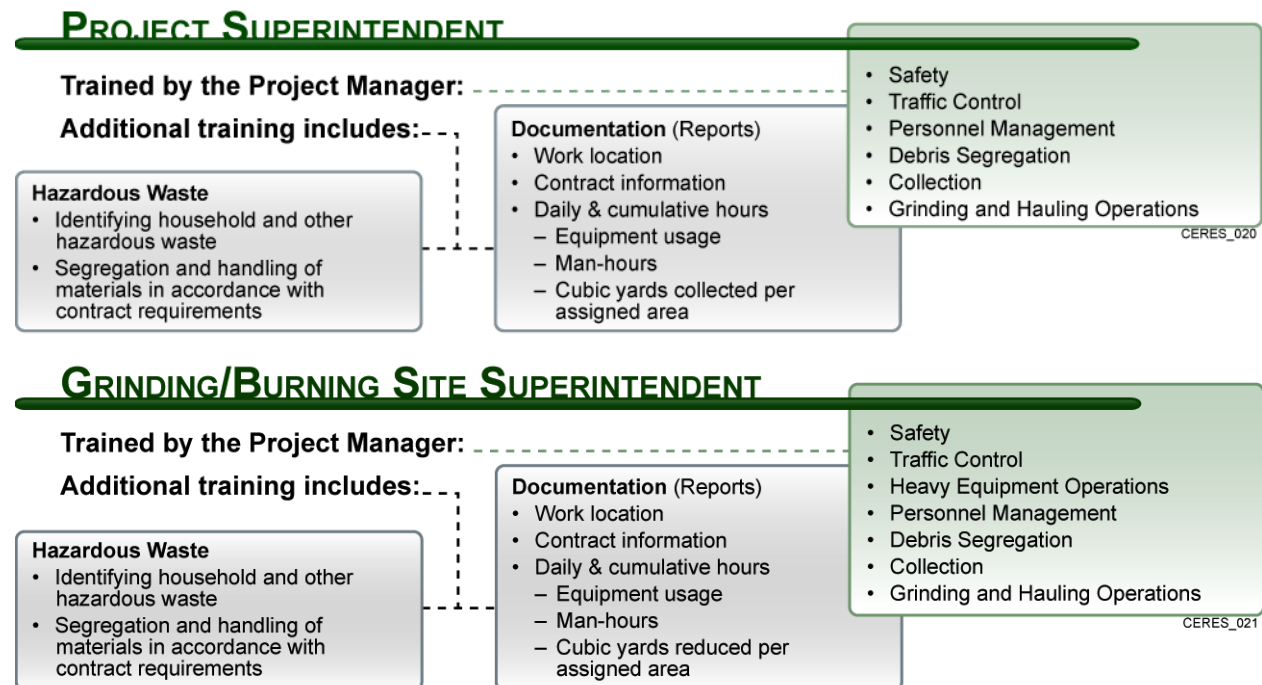 PROJECT SUPERINTENDENT
Trained by the Project Manager:
• Safety
• Traffic Control
• Personnel Management
• Debris Segregation
• Collection
• Grinding and Hauling Operations
CERES_020
Additional training includes:
Hazardous Waste
• Identifying household and other
hazardous waste
• Segregation and handling of
materials in accordance with
contract requirements
Documentation (Reports)
• Work location
• Contract information
• Daily & cumulative hours
– Equipment usage
– Man-hours
– Cubic yards collected per
assigned area
GRINDING/BURNING SITE SUPERINTENDENT
Trained by the Project Manager:
• Safety
• Traffic Control
• Heavy Equipment Operations
• Personnel Management
• Debris Segregation
• Collection
• Grinding and Hauling Operations
CERES_021
Additional training includes:
Hazardous Waste
• Identifying household and other
hazardous waste
• Segregation and handling of
materials in accordance with
contract requirements
Documentation (Reports)
• Work location
• Contract information
• Daily & cumulative hours
– Equipment usage
– Man-hours
– Cubic yards reduced per
assigned area